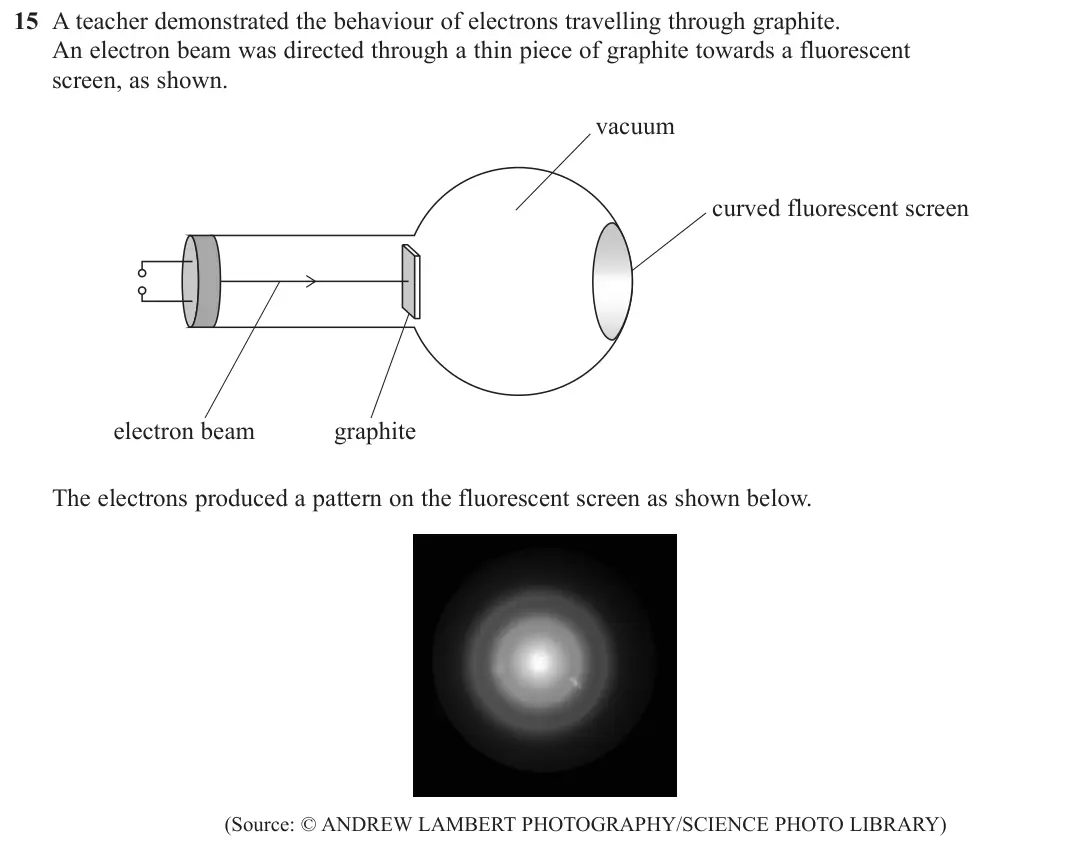 15 A teacher demonstrated the behaviour of electrons travelling through graphite.
An electron beam was directed through a thin piece of graphite towards a fluorescent
screen, as shown.
vacuum
curved fluorescent screen
electron beam
graphite
The electrons produced a pattern on the fluorescent screen as shown below.
(Source: © ANDREW LAMBERT PHOTOGRAPHY/SCIENCE PHOTO LIBRARY)